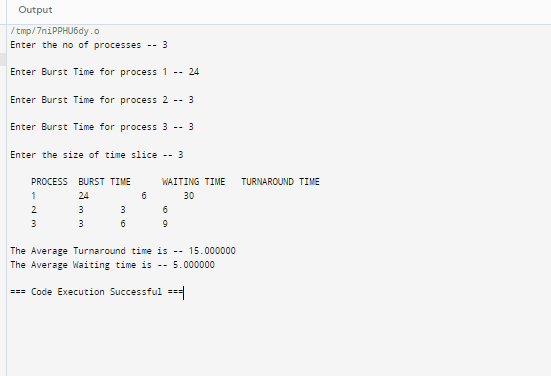 Output
/tmp/7niPPHU6dy.o
Enter the no of processes -- 3
Enter Burst Time for process 1 -- 24
Enter Burst Time for process 2 -- 3
Enter Burst Time for process 3 -- 3
Enter the size of time slice -- 3
PROCESS BURST TIME WAITING TIME TURNAROUND TIME
1 24 6 30
2 3 3 6
3 3 6 9
The Average Turnaround time is -- 15.000000
The Average Waiting time is -- 5.000000
=== Code Execution Successful ===